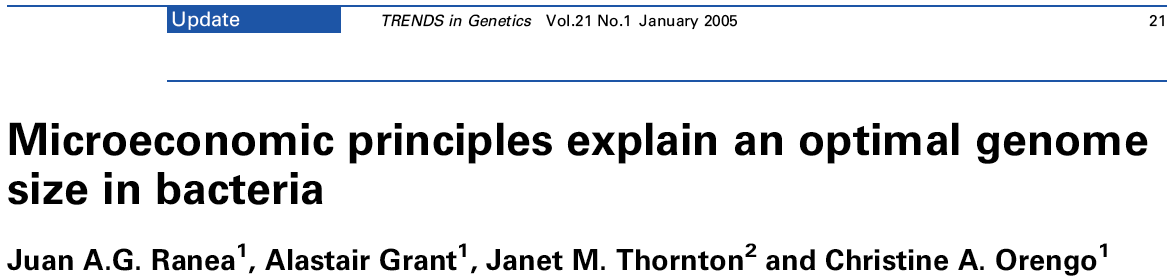 Update TRENDS in Genetics Vol.21 No.1 January 2005 21
Microeconomic principles explain an optimal genome
size in bacteria
Juan A.G. Ranea1, Alastair Grant1, Janet M. Thornton2 and Christine A. Orengo1